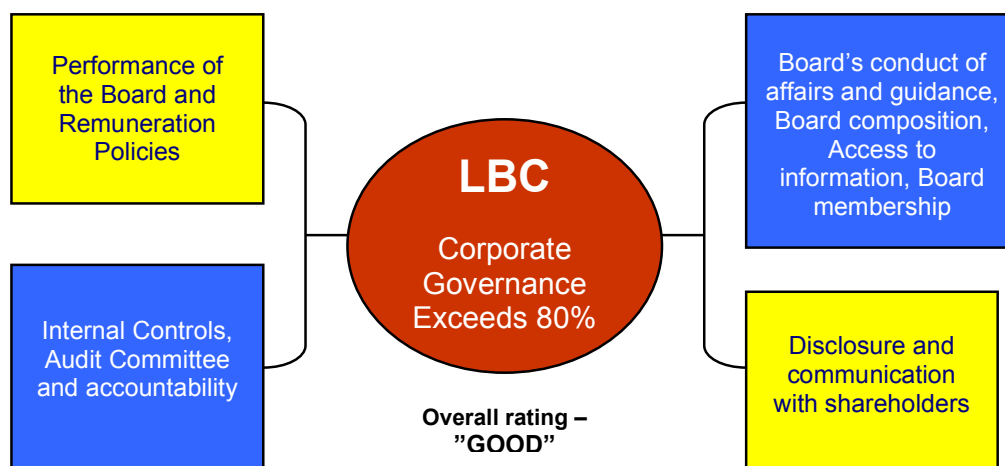 Performance of
the Board and
Remuneration
Policies
Internal Controls,
Audit Committee
and accountability
LBC
Corporate
Governance
Exceeds 80%
Overall rating –
”GOOD”
Board’s conduct of
affairs and guidance,
Board composition,
Access to
information, Board
membership
Disclosure and
communication
with shareholders